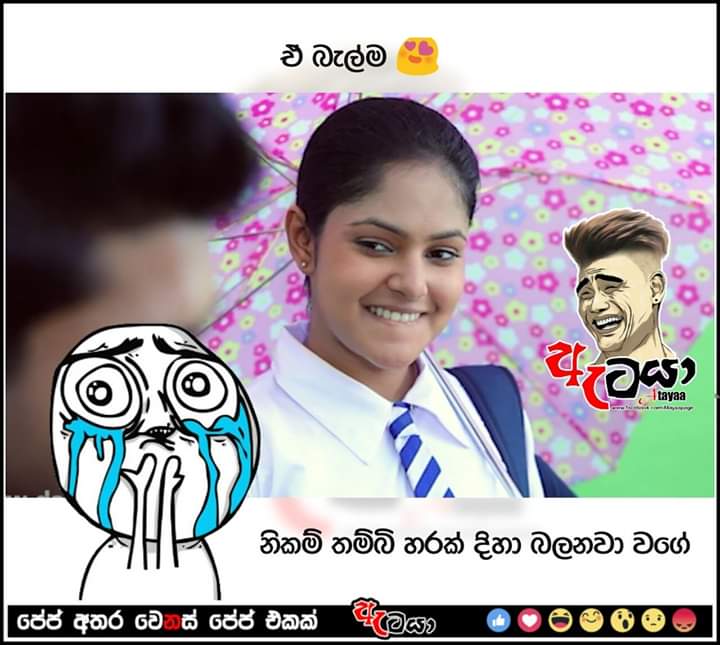 ඒ බැල්ම 😍
ඇටයා
Atayaa
නිකම් තම්බි හරක් දිහා බලනවා වගේ
පේජ් අතර වෙනස් පේජ් එකක්
ඇටයා